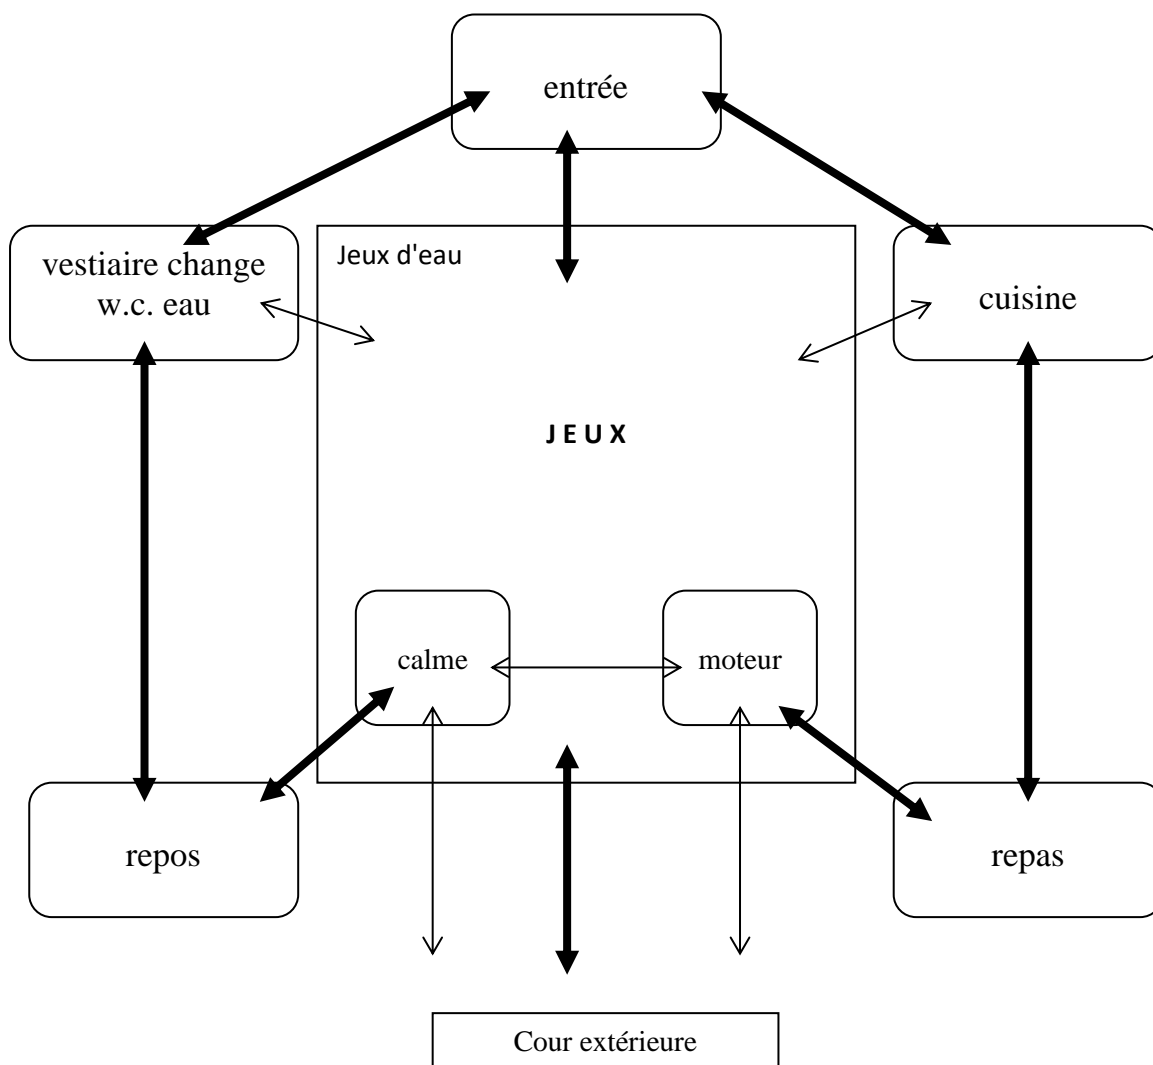 entrée
vestiaire change
w.c. eau
Jeux d'eau
cuisine
J E U X
calme
moteur
repos
repas
Cour extérieure